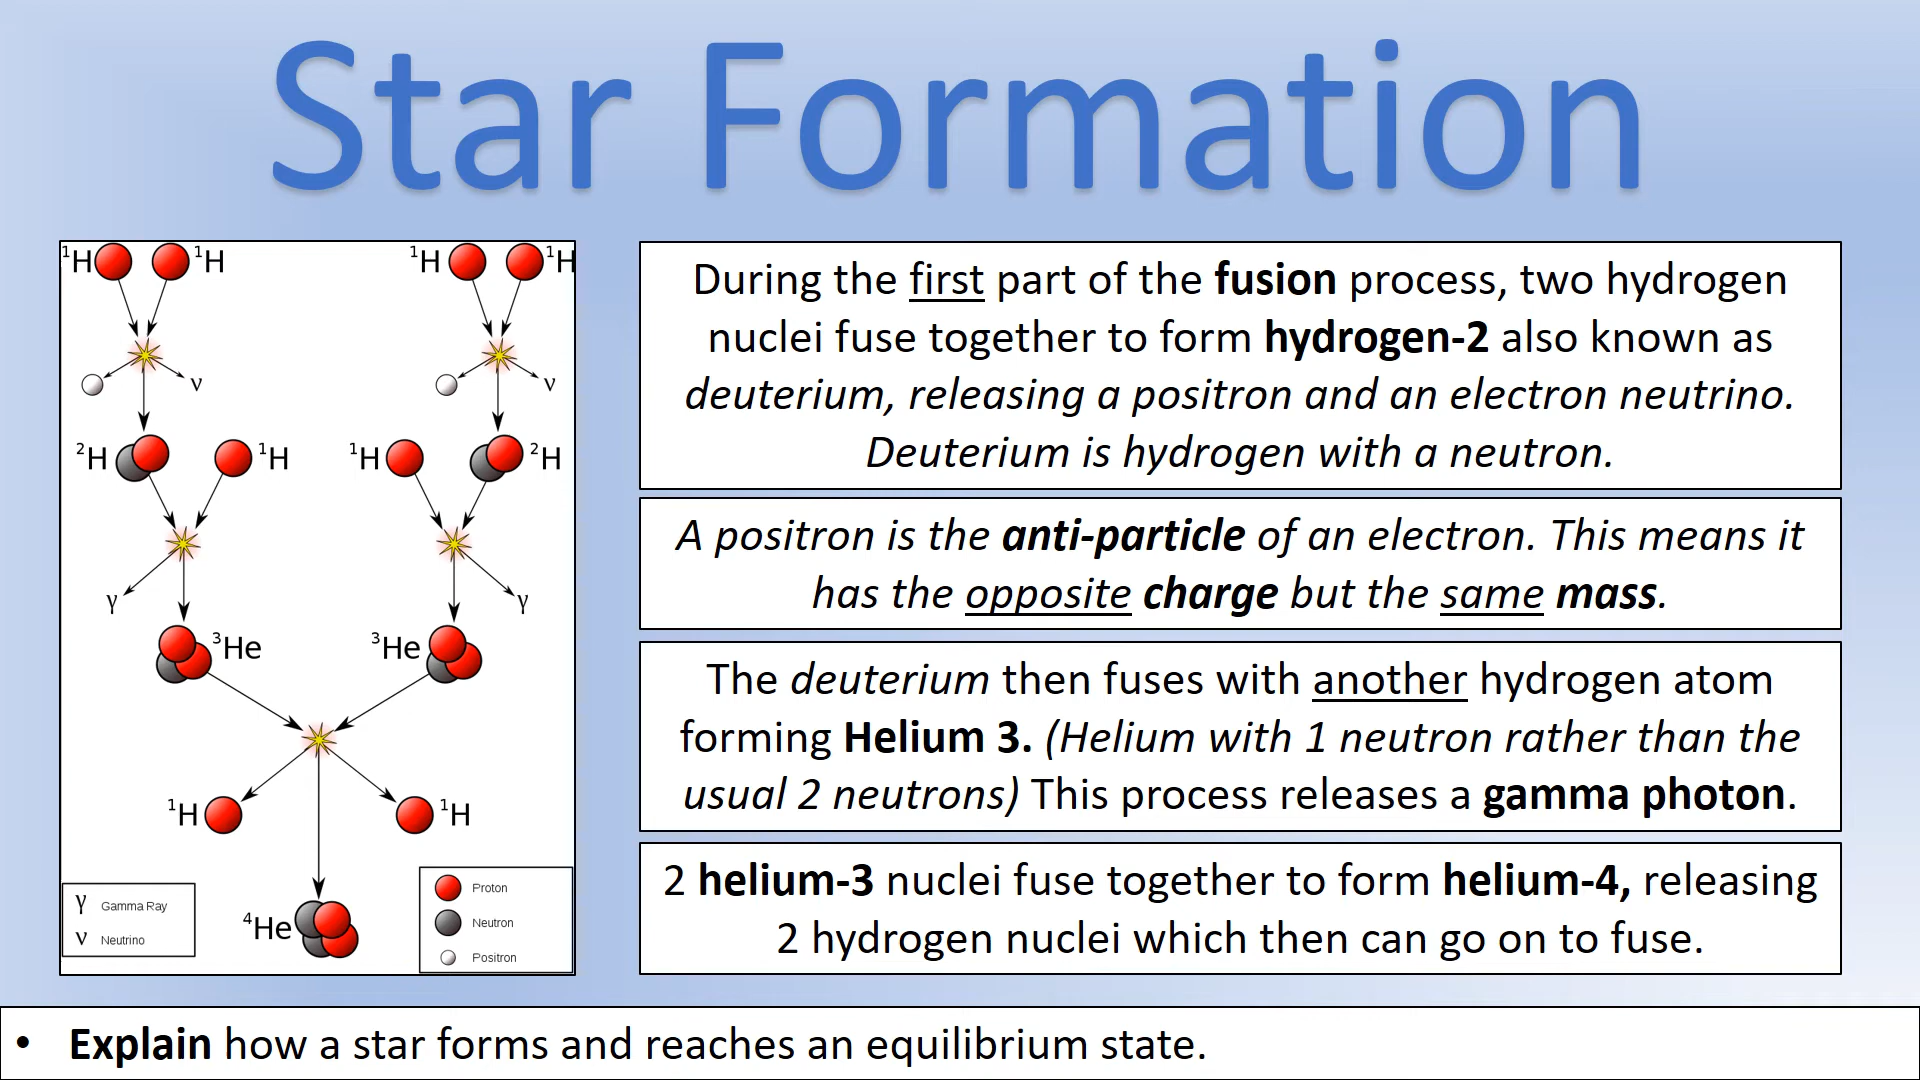 Star Formation
¹H ¹H ¹H ¹H
ν ν
²H ¹H ¹H ²H
γ γ
³He ³He
¹H ¹H
⁴He
γ Gamma Ray
ν Neutrino
Proton
Neutron
Positron
During the first part of the fusion process, two hydrogen
nuclei fuse together to form hydrogen-2 also known as
deuterium, releasing a positron and an electron neutrino.
Deuterium is hydrogen with a neutron.
A positron is the anti-particle of an electron. This means it
has the opposite charge but the same mass.
The deuterium then fuses with another hydrogen atom
forming Helium 3. (Helium with 1 neutron rather than the
usual 2 neutrons) This process releases a gamma photon.
2 helium-3 nuclei fuse together to form helium-4, releasing
2 hydrogen nuclei which then can go on to fuse.
• Explain how a star forms and reaches an equilibrium state.